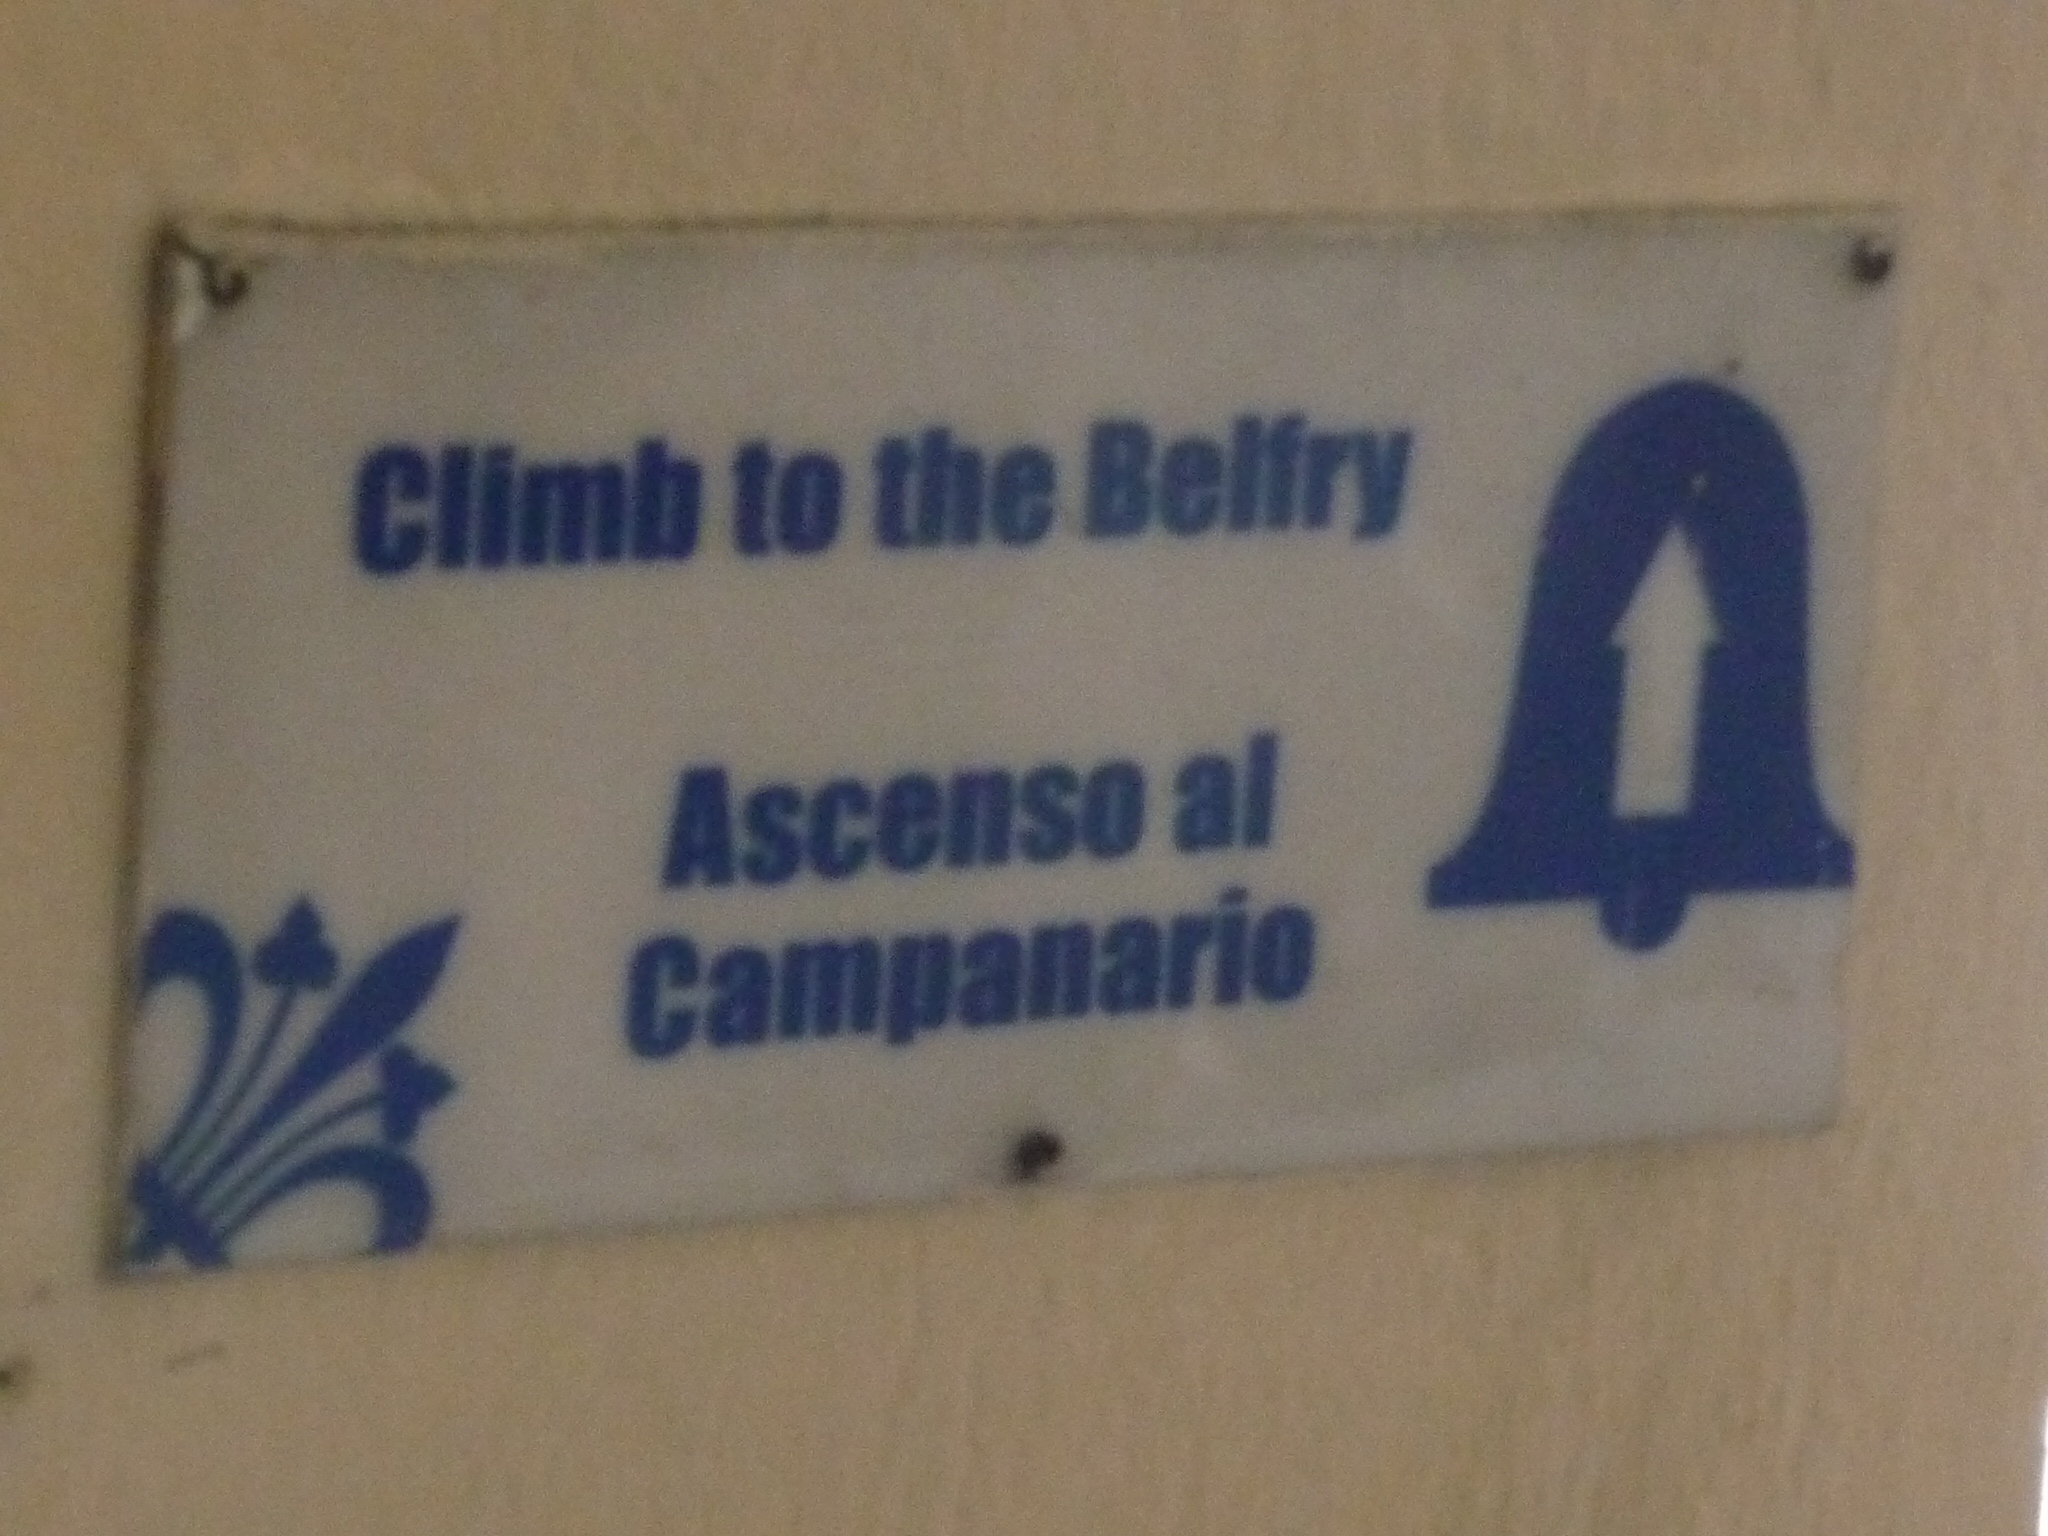 Climb to the Belfry
Ascenso al
Campanario